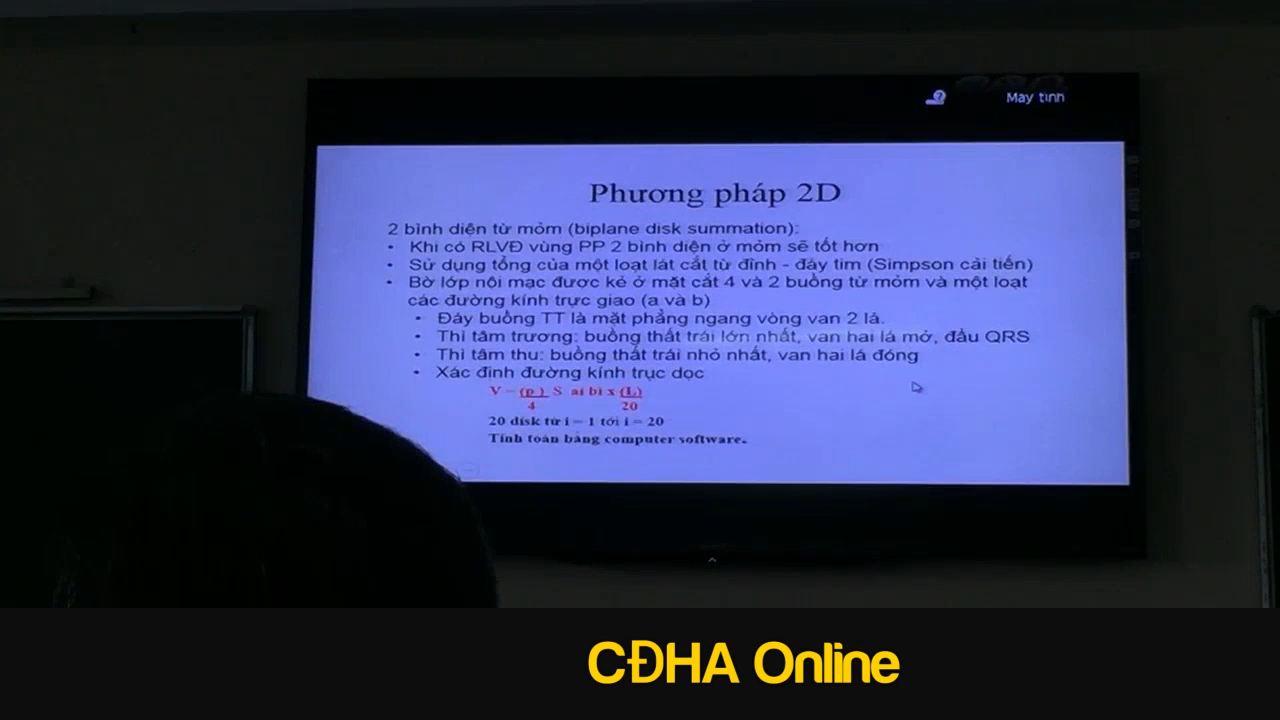 May tinh
Phương pháp 2D
2 bình diện từ mỏm (biplane disk summation):
• Khi có RLVĐ vùng PP 2 bình diện ở mỏm sẽ tốt hơn
• Sử dụng tổng của một loạt lát cắt từ đỉnh - đáy tim (Simpson cải tiến)
• Bờ lớp nội mạc được kẻ ở mặt cắt 4 và 2 buồng từ mỏm và một loạt
các đường kính trực giao (a và b)
• Đáy buồng TT là mặt phẳng ngang vòng van 2 lá.
• Thì tâm trương: buồng thất trái lớn nhất, van hai lá mở, đầu QRS
• Thì tâm thu: buồng thất trái nhỏ nhất, van hai lá đóng
• Xác định đường kính trục dọc
V = (p ) S ai bi x (L)
4 20
20 disk từ i = 1 tới i = 20
Tính toán bằng computer software.
CĐHA Online